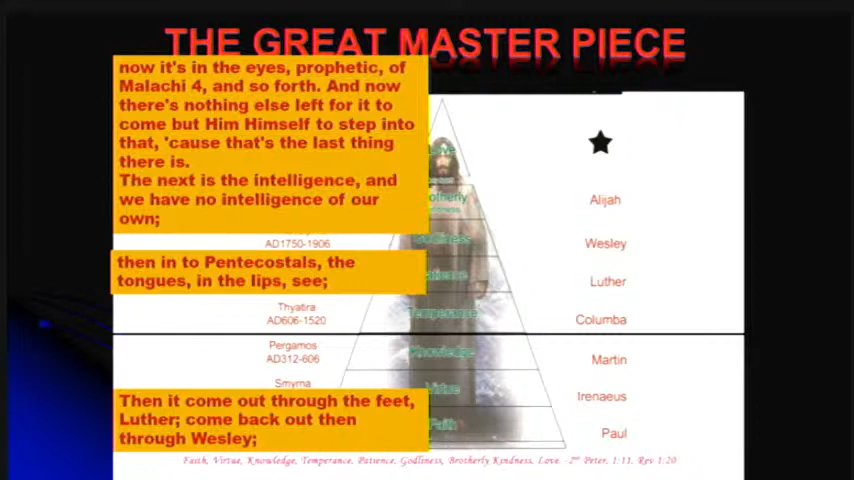 THE GREAT MASTER PIECE
now it's in the eyes, prophetic, of
Malachi 4, and so forth. And now
there's nothing else left for it to
come but Him Himself to step into
that, 'cause that's the last thing
there is.
The next is the intelligence, and
we have no intelligence of our
own;
Love
Alijah
AD1750-1906
Godliness
Wesley
then in to Pentecostals, the
tongues, in the lips, see;
Luther
Thyatira
AD606-1520
Temperance
Columba
Pergamos
AD312-606
Knowledge
Martin
Smyrna
Virtue
Irenaeus
Then it come out through the feet,
Luther; come back out then
through Wesley;
Faith
Paul
Faith, Virtue, Knowledge, Temperance, Patience, Godliness, Brotherly Kindness, Love. -2nd Peter, 1:11, Rev 1:20